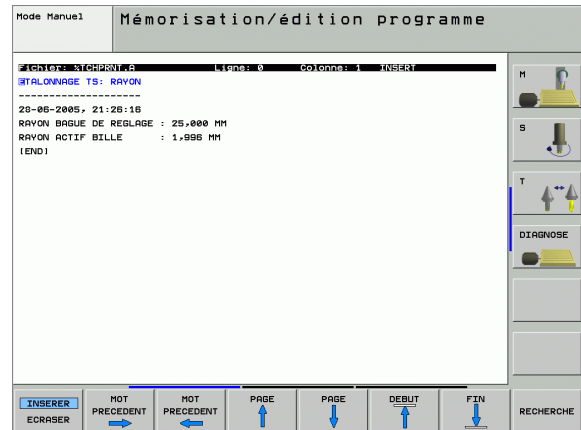 Mode Manuel
Mémorisation/édition programme
Fichier: %TCHPRNT.A Ligne: 0 Colonne: 1 INSERT
ETALONNAGE TS: RAYON
--------------------
28-06-2005, 21:26:16
RAYON BAGUE DE REGLAGE : 25,000 MM
RAYON ACTIF BILLE : 1,996 MM
[END]
M
S
T
DIAGNOSE
INSERER
ECRASER
MOT
PRECEDENT
MOT
PRECEDENT
PAGE
PAGE
DEBUT
FIN
RECHERCHE